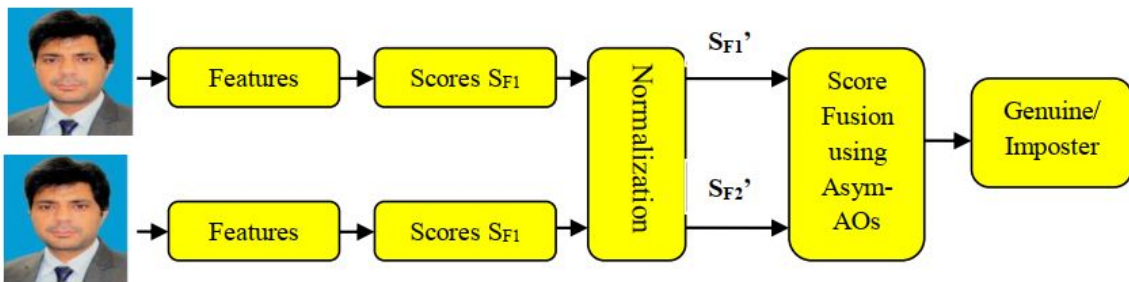 Features
Scores SF1
Normalization
SF1’
Score
Fusion
using
Asym-
AOs
Genuine/
Imposter
Features
Scores SF1
SF2’